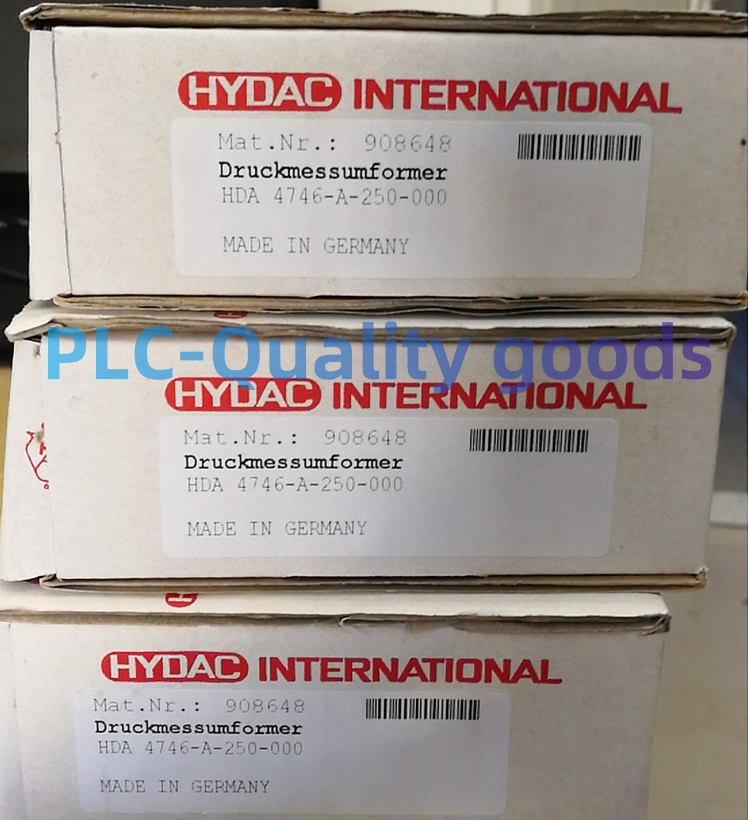 HYDAC INTERNATIONAL
Mat.Nr.: 908648
Druckmessumformer
HDA 4746-A-250-000
MADE IN GERMANY
PLC-Quality goods
HYDAC INTERNATIONAL
Mat.Nr.: 908648
Druckmessumformer
HDA 4746-A-250-000
MADE IN GERMANY
HYDAC INTERNATIONAL
Mat.Nr.: 908648
Druckmessumformer
HDA 4746-A-250-000
MADE IN GERMANY